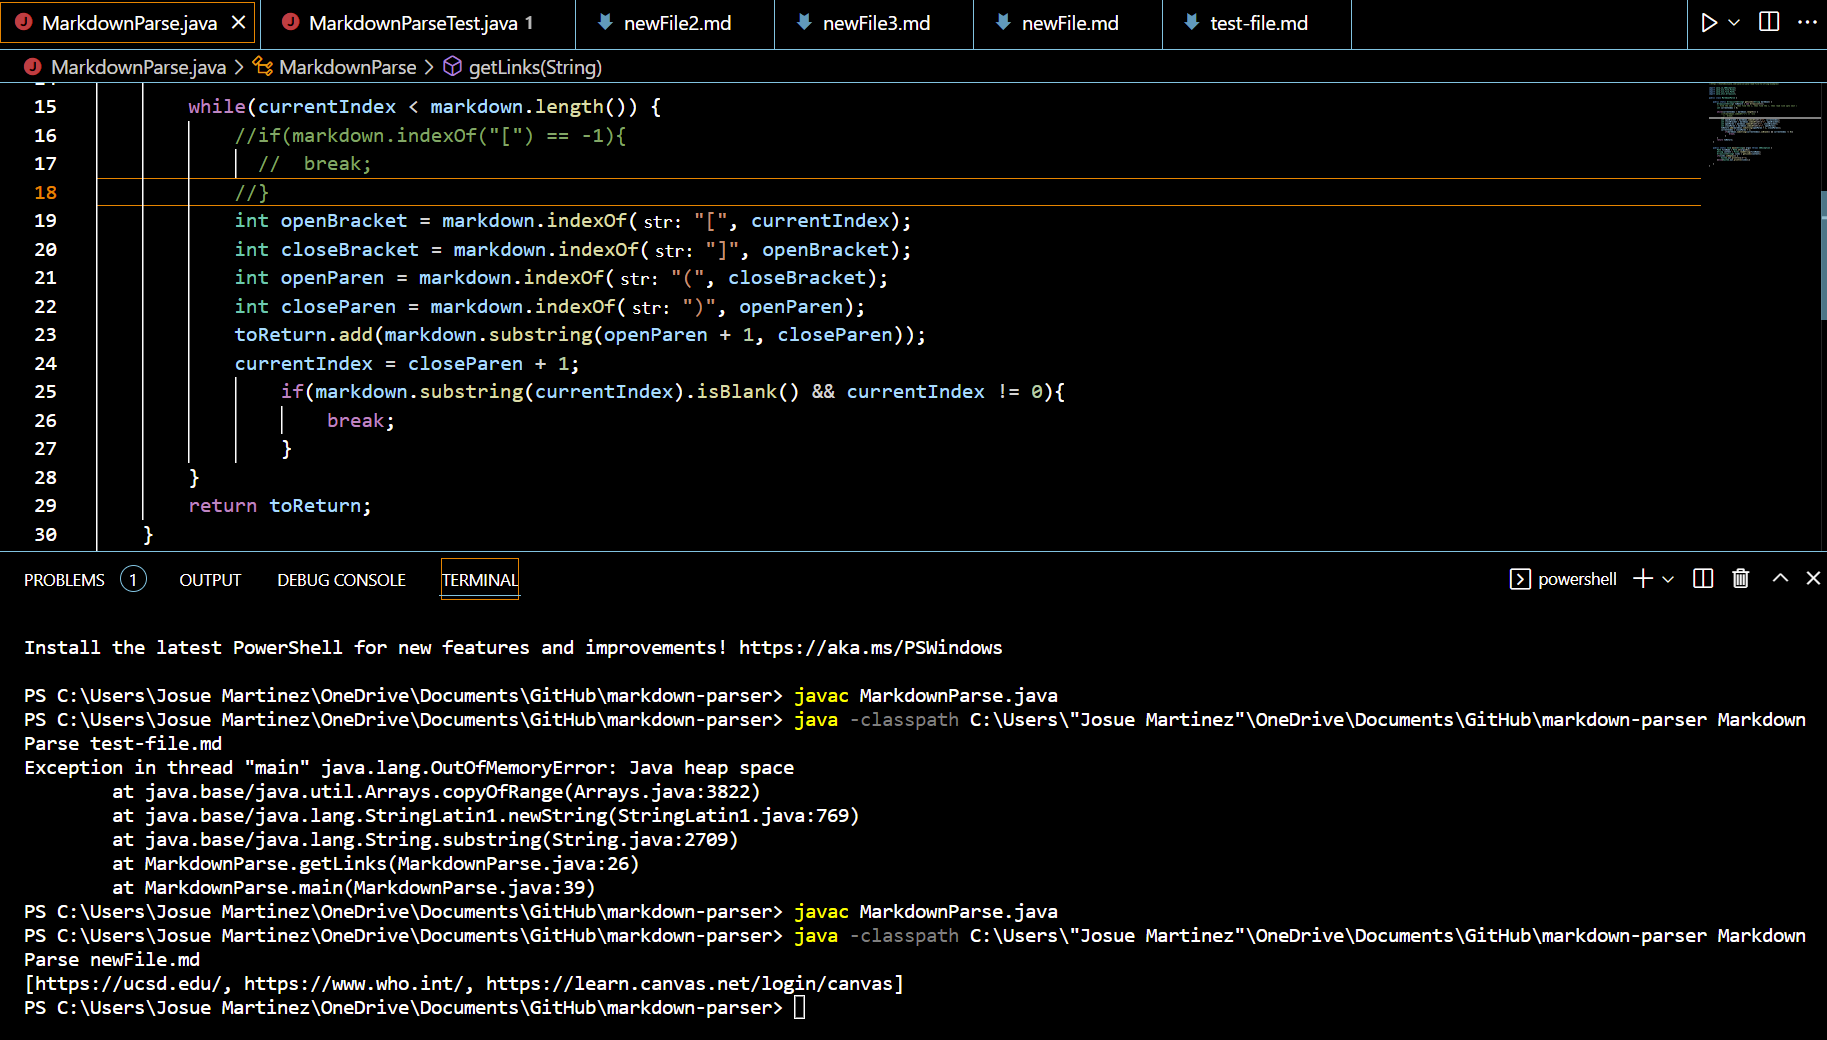 MarkdownParse.java
MarkdownParseTest.java 1
newFile2.md
newFile3.md
newFile.md
test-file.md
MarkdownParse.java > MarkdownParse > getLinks(String)
15 while(currentIndex < markdown.length()) {
16 //if(markdown.indexOf("[") == -1){
17 //  break;
18 //}
19 int openBracket = markdown.indexOf( str: "[", currentIndex);
20 int closeBracket = markdown.indexOf( str: "]", openBracket);
21 int openParen = markdown.indexOf( str: "(", closeBracket);
22 int closeParen = markdown.indexOf( str: ")", openParen);
23 toReturn.add(markdown.substring(openParen + 1, closeParen));
24 currentIndex = closeParen + 1;
25 if(markdown.substring(currentIndex).isBlank() && currentIndex != 0){
26 break;
27 }
28 }
29 return toReturn;
30 }
PROBLEMS 1 OUTPUT DEBUG CONSOLE TERMINAL powershell
Install the latest PowerShell for new features and improvements! https://aka.ms/PSWindows
PS C:\Users\Josue Martinez\OneDrive\Documents\GitHub\markdown-parser> javac MarkdownParse.java
PS C:\Users\Josue Martinez\OneDrive\Documents\GitHub\markdown-parser> java -classpath C:\Users\"Josue Martinez"\OneDrive\Documents\GitHub\markdown-parser Markdown
Parse test-file.md
Exception in thread "main" java.lang.OutOfMemoryError: Java heap space
at java.base/java.util.Arrays.copyOfRange(Arrays.java:3822)
at java.base/java.lang.StringLatin1.newString(StringLatin1.java:769)
at java.base/java.lang.String.substring(String.java:2709)
at MarkdownParse.getLinks(MarkdownParse.java:26)
at MarkdownParse.main(MarkdownParse.java:39)
PS C:\Users\Josue Martinez\OneDrive\Documents\GitHub\markdown-parser> javac MarkdownParse.java
PS C:\Users\Josue Martinez\OneDrive\Documents\GitHub\markdown-parser> java -classpath C:\Users\"Josue Martinez"\OneDrive\Documents\GitHub\markdown-parser Markdown
Parse newFile.md
[https://ucsd.edu/, https://www.who.int/, https://learn.canvas.net/login/canvas]
PS C:\Users\Josue Martinez\OneDrive\Documents\GitHub\markdown-parser>